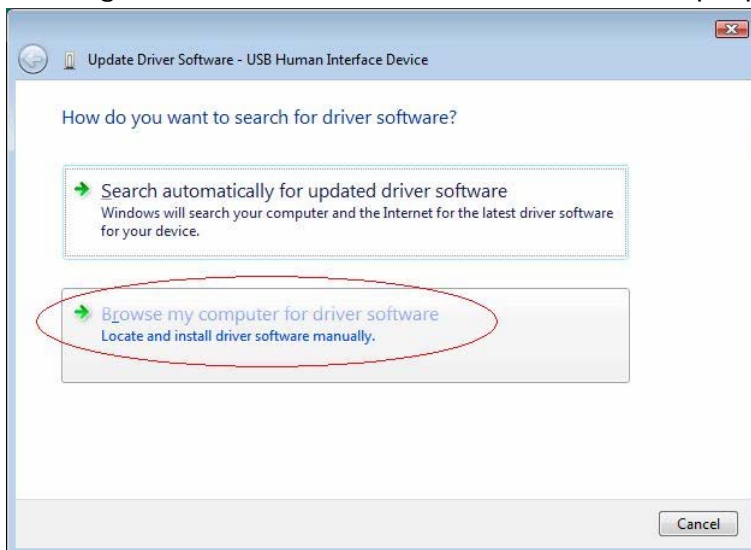 Update Driver Software - USB Human Interface Device
How do you want to search for driver software?
Search automatically for updated driver software
Windows will search your computer and the Internet for the latest driver software
for your device.
Browse my computer for driver software
Locate and install driver software manually.
Cancel